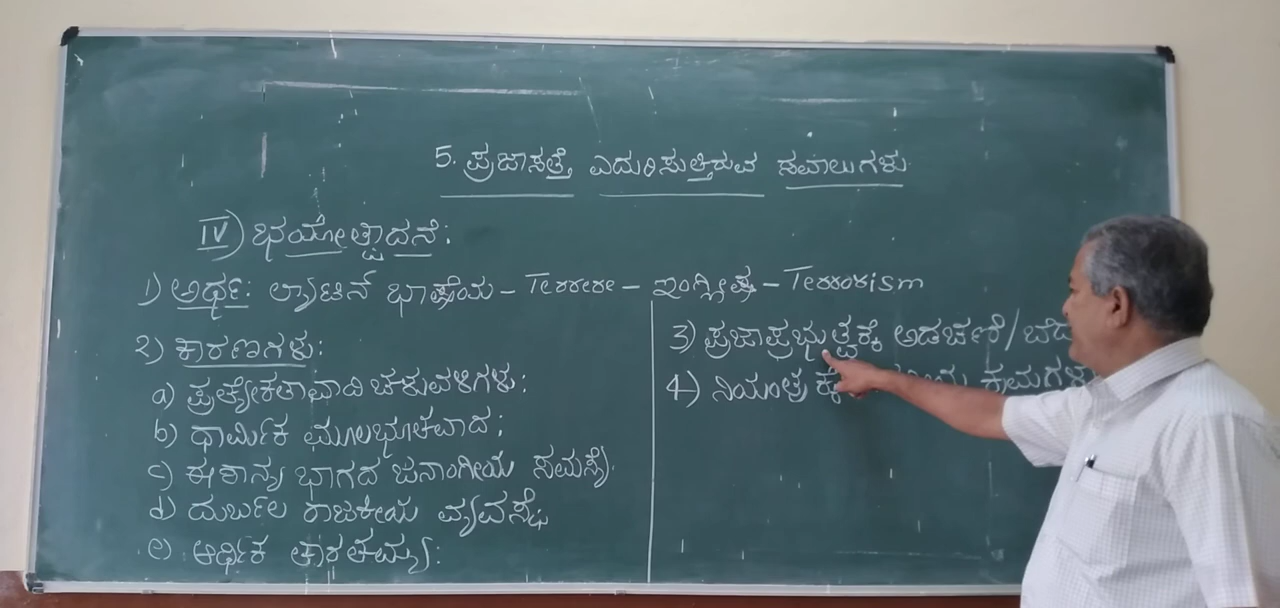 5. ಪ್ರಜಾಸತ್ತೆ ಎದುರಿಸುತ್ತಿರುವ ಸವಾಲುಗಳು
IV) ಭಯೋತ್ಪಾದನೆ:
1) ಅರ್ಥ: ಲ್ಯಾಟಿನ್ ಭಾಷೆಯ – Terrere – ಇಂಗ್ಲೀಷ – Terrorism
2) ಕಾರಣಗಳು:
a) ಪ್ರತ್ಯೇಕತಾವಾದಿ ಚಳುವಳಿಗಳು:
b) ಧಾರ್ಮಿಕ ಮೂಲಭೂತವಾದ;
c) ಈಶಾನ್ಯ ಭಾಗದ ಜನಾಂಗೀಯ ಸಮಸ್ಯೆ.
d) ದುರ್ಬಲ ರಾಜಕೀಯ ವ್ಯವಸ್ಥೆ
e) ಆರ್ಥಿಕ ತಾರತಮ್ಯ:
3) ಪ್ರಜಾಪ್ರಭುತ್ವಕ್ಕೆ ಅಡಚಣೆ/
4) ಕ್ರಮಗಳು